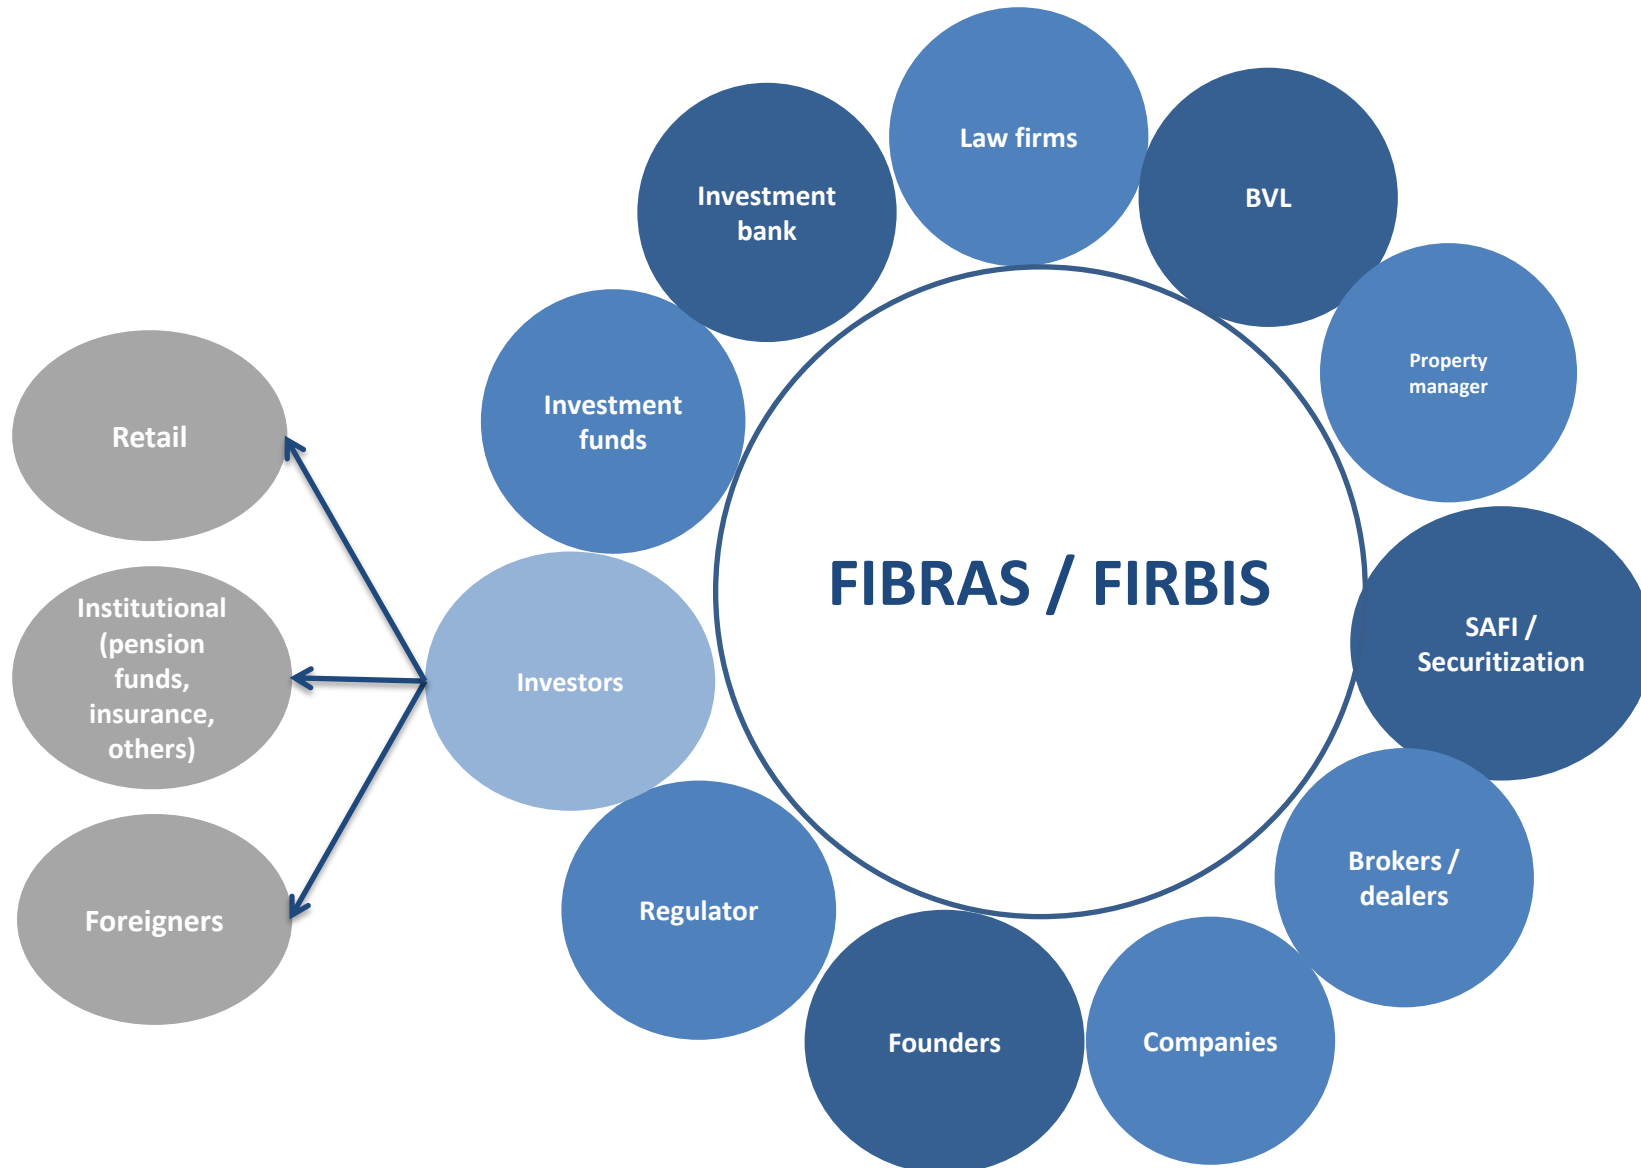 Law firms
BVL
Investment
bank
Property
manager
Investment
funds
Retail
FIBRAS / FIRBIS
Institutional
(pension
funds,
insurance,
others)
Investors
SAFI /
Securitization
Brokers /
dealers
Regulator
Foreigners
Founders
Companies